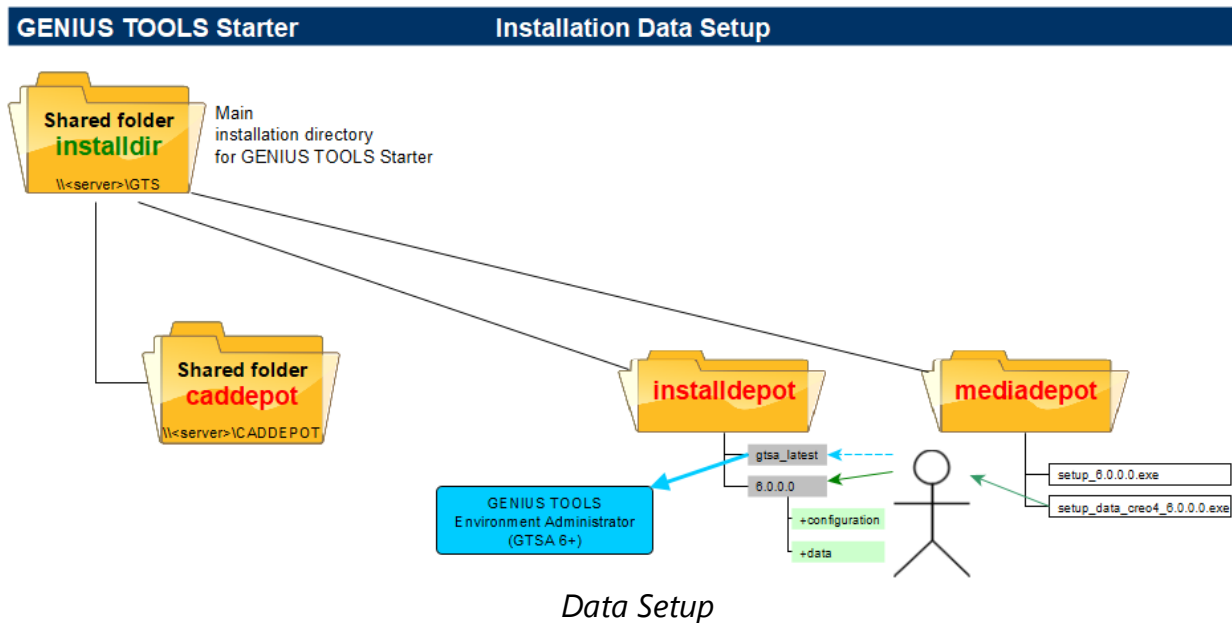 GENIUS TOOLS Starter
Installation Data Setup
Shared folder
installdir
\\<server>\GTS
Main
installation directory
for GENIUS TOOLS Starter
Shared folder
caddepot
\\<server>\CADDEPOT
installdepot
mediadepot
gtsa_latest
6.0.0.0
+configuration
+data
GENIUS TOOLS
Environment Administrator
(GTSA 6+)
setup_6.0.0.0.exe
setup_data_creo4_6.0.0.0.exe
Data Setup